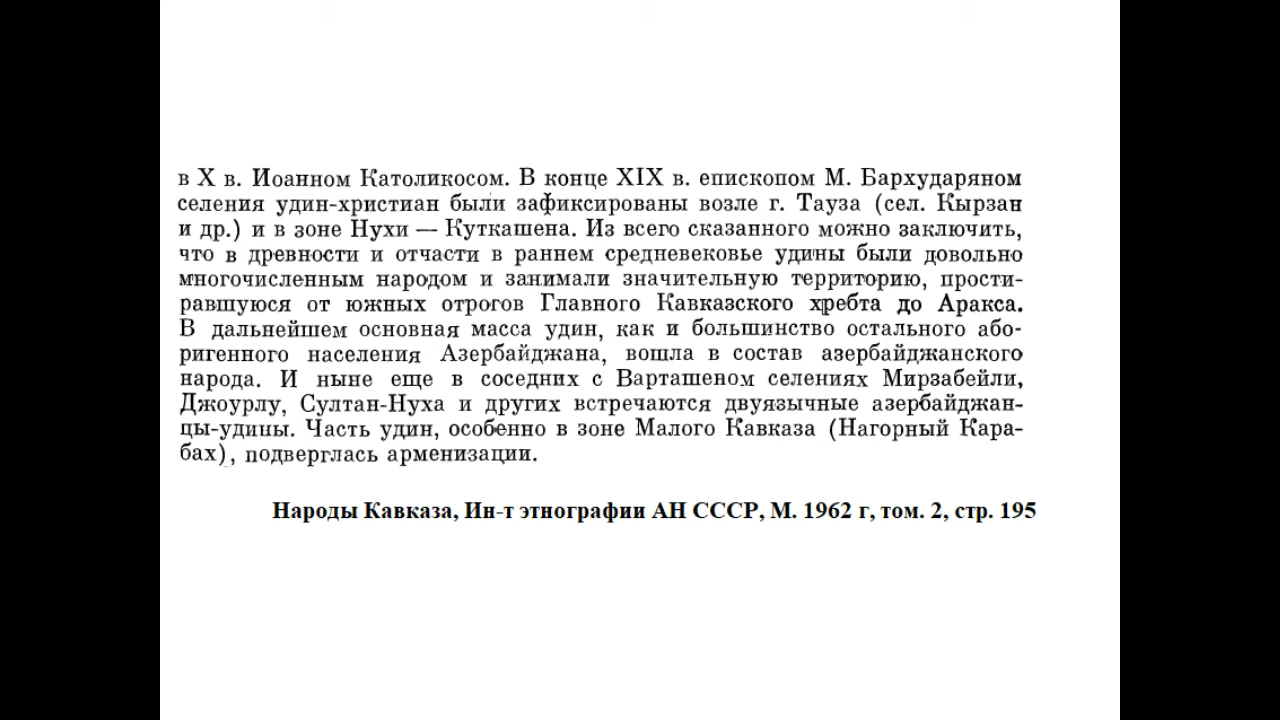 в X в. Иоанном Католикосом. В конце XIX в. епископом М. Бархударяном
селения удин-христиан были зафиксированы возле г. Тауза (сел. Кырзан
и др.) и в зоне Нухи — Куткашена. Из всего сказанного можно заключить,
что в древности и отчасти в раннем средневековье удины были довольно
многочисленным народом и занимали значительную территорию, прости-
равшуюся от южных отрогов Главного Кавказского хребта до Аракса.
В дальнейшем основная масса удин, как и большинство остального або-
ригенного населения Азербайджана, вошла в состав азербайджанского
народа. И ныне еще в соседних с Варташеном селениях Мирзабейли,
Джоурлу, Султан-Нуха и других встречаются двуязычные азербайджан-
цы-удины. Часть удин, особенно в зоне Малого Кавказа (Нагорный Кара-
бах), подверглась арменизации.
Народы Кавказа, Ин-т этнографии АН СССР, М. 1962 г, том. 2, стр. 195